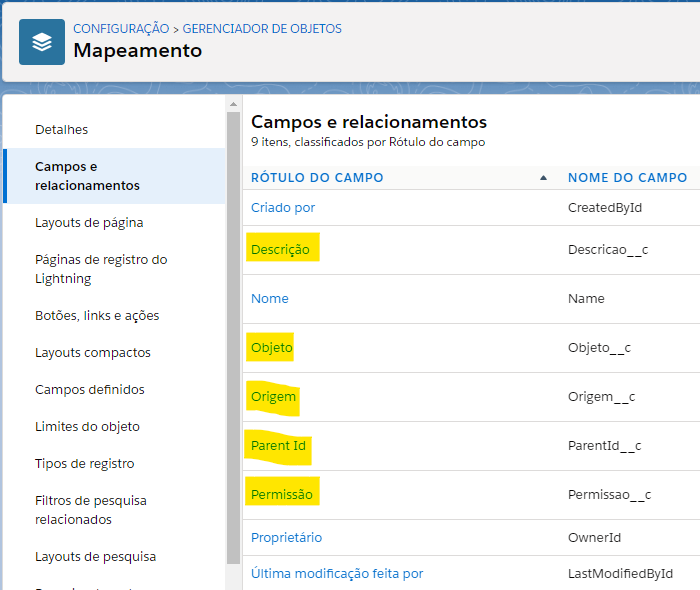 CONFIGURAÇÃO > GERENCIADOR DE OBJETOS
Mapeamento
Detalhes
Campos e
relacionamentos
Layouts de página
Páginas de registro do
Lightning
Botões, links e ações
Layouts compactos
Campos definidos
Limites do objeto
Tipos de registro
Filtros de pesquisa
relacionados
Layouts de pesquisa
Campos e relacionamentos
9 itens, classificados por Rótulo do campo
RÓTULO DO CAMPO NOME DO CAMPO
Criado por CreatedById
Descrição Descricao__c
Nome Name
Objeto Objeto__c
Origem Origem__c
Parent Id ParentId__c
Permissão Permissao__c
Proprietário OwnerId
Última modificação feita por LastModifiedById